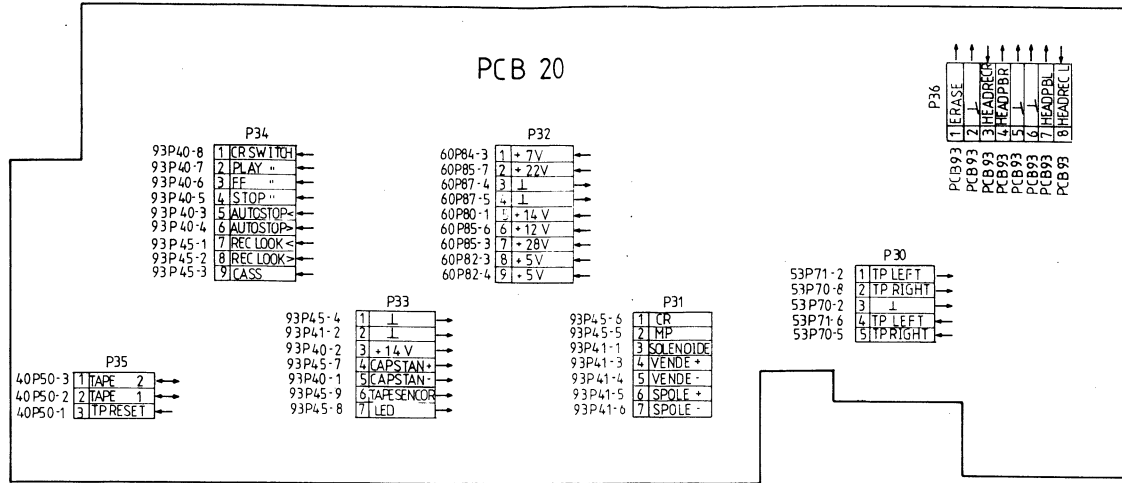 PCB 20
P36
PCB93 1 ERASE
PCB93 2 ⊥
PCB93 3 HEADRECR
PCB93 4 HEADPBR
PCB93 5 ⊥
PCB93 6 ⊥
PCB93 7 HEADPBL
PCB93 8 HEADREC L
P34
93P40-8 1 CR SWITCH
93P40-7 2 PLAY "
93P40-6 3 FF "
93P40-5 4 STOP "
93P40-3 5 AUTOSTOP<
93P40-4 6 AUTOSTOP>
93P45-1 7 REC LOOK <
93P45-2 8 REC LOOK >
93P45-3 9 CASS
P32
60P84-3 1 + 7V
60P85-7 2 + 22V
60P87-4 3 ⊥
60P87-5 4 ⊥
60P80-1 5 + 14 V
60P85-6 6 + 12 V
60P85-3 7 + 28V
60P82-3 8 + 5V
60P82-4 9 + 5V
P30
53P71-2 1 TP LEFT
53P70-8 2 TP RIGHT
53P70-2 3 ⊥
53P71-6 4 TP LEFT
53P70-5 5 TP RIGHT
P33
93P45-4 1 ⊥
93P41-2 2 ⊥
93P40-2 3 + 14V
93P45-7 4 CAPSTAN+
93P40-1 5 CAPSTAN-
93P45-9 6 TAPESENCOR
93P45-8 7 LED
P31
93P45-6 1 CR
93P45-5 2 MP
93P41-1 3 SOLENOIDE
93P41-3 4 VENDE +
93P41-4 5 VENDE -
93P41-5 6 SPOLE +
93P41-6 7 SPOLE -
P35
40P50-3 1 TAPE 2
40P50-2 2 TAPE 1
40P50-1 3 TP RESET